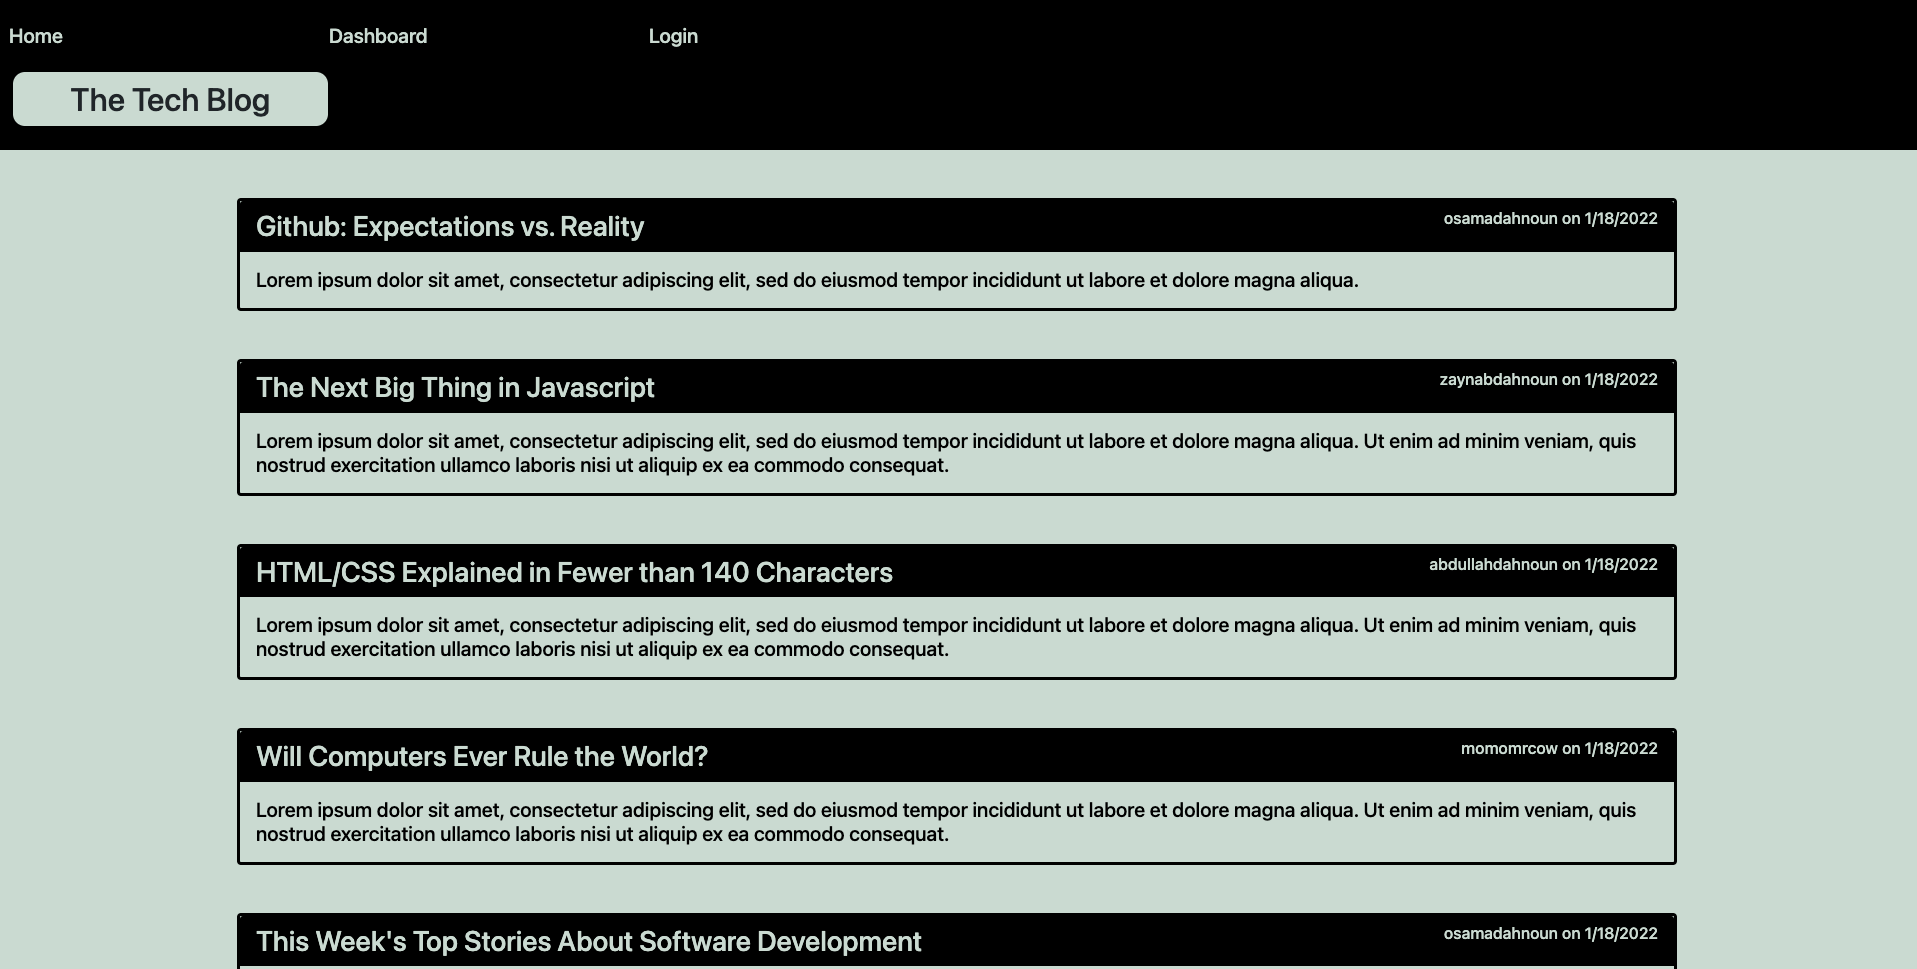 Home Dashboard Login
The Tech Blog
Github: Expectations vs. Reality osamadahnoun on 1/18/2022
Lorem ipsum dolor sit amet, consectetur adipiscing elit, sed do eiusmod tempor incididunt ut labore et dolore magna aliqua.
The Next Big Thing in Javascript zaynabdahnoun on 1/18/2022
Lorem ipsum dolor sit amet, consectetur adipiscing elit, sed do eiusmod tempor incididunt ut labore et dolore magna aliqua. Ut enim ad minim veniam, quis
nostrud exercitation ullamco laboris nisi ut aliquip ex ea commodo consequat.
HTML/CSS Explained in Fewer than 140 Characters abdullahdahnoun on 1/18/2022
Lorem ipsum dolor sit amet, consectetur adipiscing elit, sed do eiusmod tempor incididunt ut labore et dolore magna aliqua. Ut enim ad minim veniam, quis
nostrud exercitation ullamco laboris nisi ut aliquip ex ea commodo consequat.
Will Computers Ever Rule the World? momomrcow on 1/18/2022
Lorem ipsum dolor sit amet, consectetur adipiscing elit, sed do eiusmod tempor incididunt ut labore et dolore magna aliqua. Ut enim ad minim veniam, quis
nostrud exercitation ullamco laboris nisi ut aliquip ex ea commodo consequat.
This Week's Top Stories About Software Development osamadahnoun on 1/18/2022